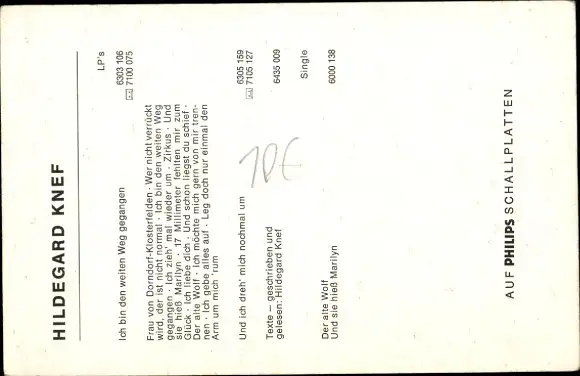 HILDEGARD KNEF
LP's
Ich bin den weiten Weg gegangen 6303 106
7100 075
Frau von Dorndorf-Klosterfelden · Wer nicht verrückt
wird, der ist nicht normal · Ich bin den weiten Weg
gegangen · Ich zieh' mal wieder um · Zirkus · Und
sie hieß Marilyn · 17 Millimeter fehlten mir zum
Glück · Ich liebe dich · Und schon liegst du schief ·
Der alte Wolf · Ich möchte mich gern von mir tren-
nen · Ich gebe alles auf · Leg doch nur einmal den
Arm um mich 'rum
Und ich dreh' mich nochmal um 6305 159
7105 127
Texte – geschrieben und
gelesen: Hildegard Knef 6435 009
Single
Der alte Wolf
Und sie hieß Marilyn 6000 138
AUF PHILIPS SCHALLPLATTEN
10€